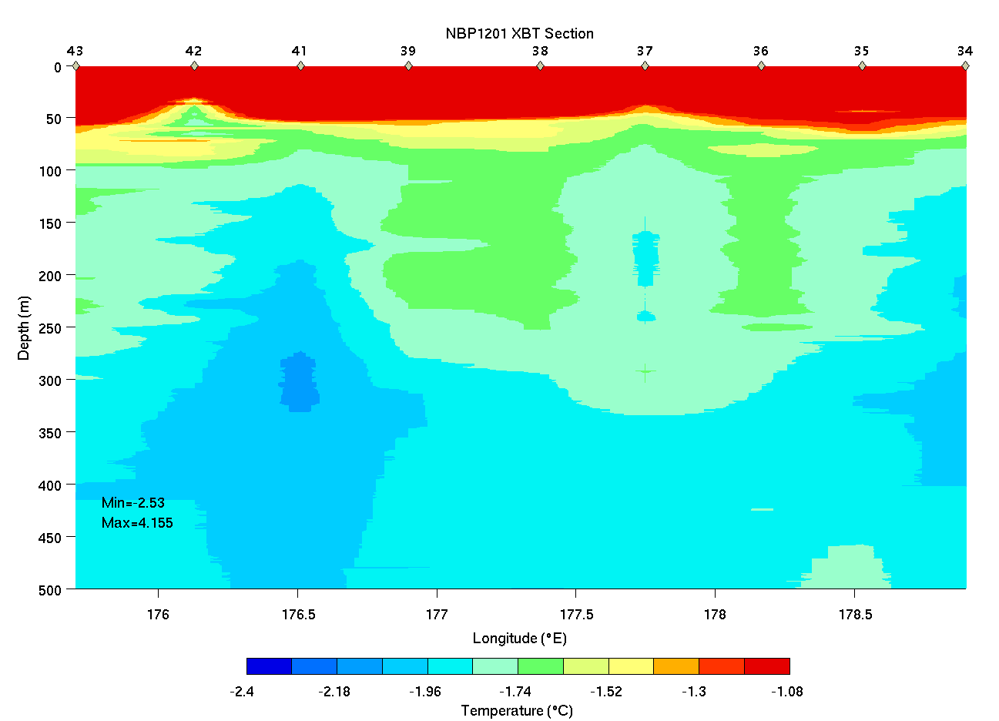 NBP1201 XBT Section
43 42 41 39 38 37 36 35 34
0
50
100
150
200
250
300
350
400
450
500
Depth (m)
Min=-2.53
Max=4.155
176 176.5 177 177.5 178 178.5
Longitude (°E)
-2.4 -2.18 -1.96 -1.74 -1.52 -1.3 -1.08
Temperature (°C)